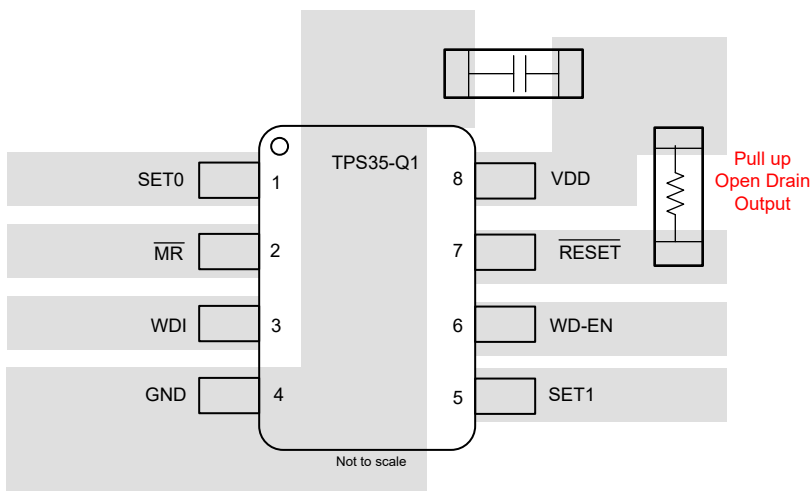 TPS35-Q1
SET0
1
8
VDD
Pull up
Open Drain
Output
MR
2
7
RESET
WDI
3
6
WD-EN
GND
4
5
SET1
Not to scale